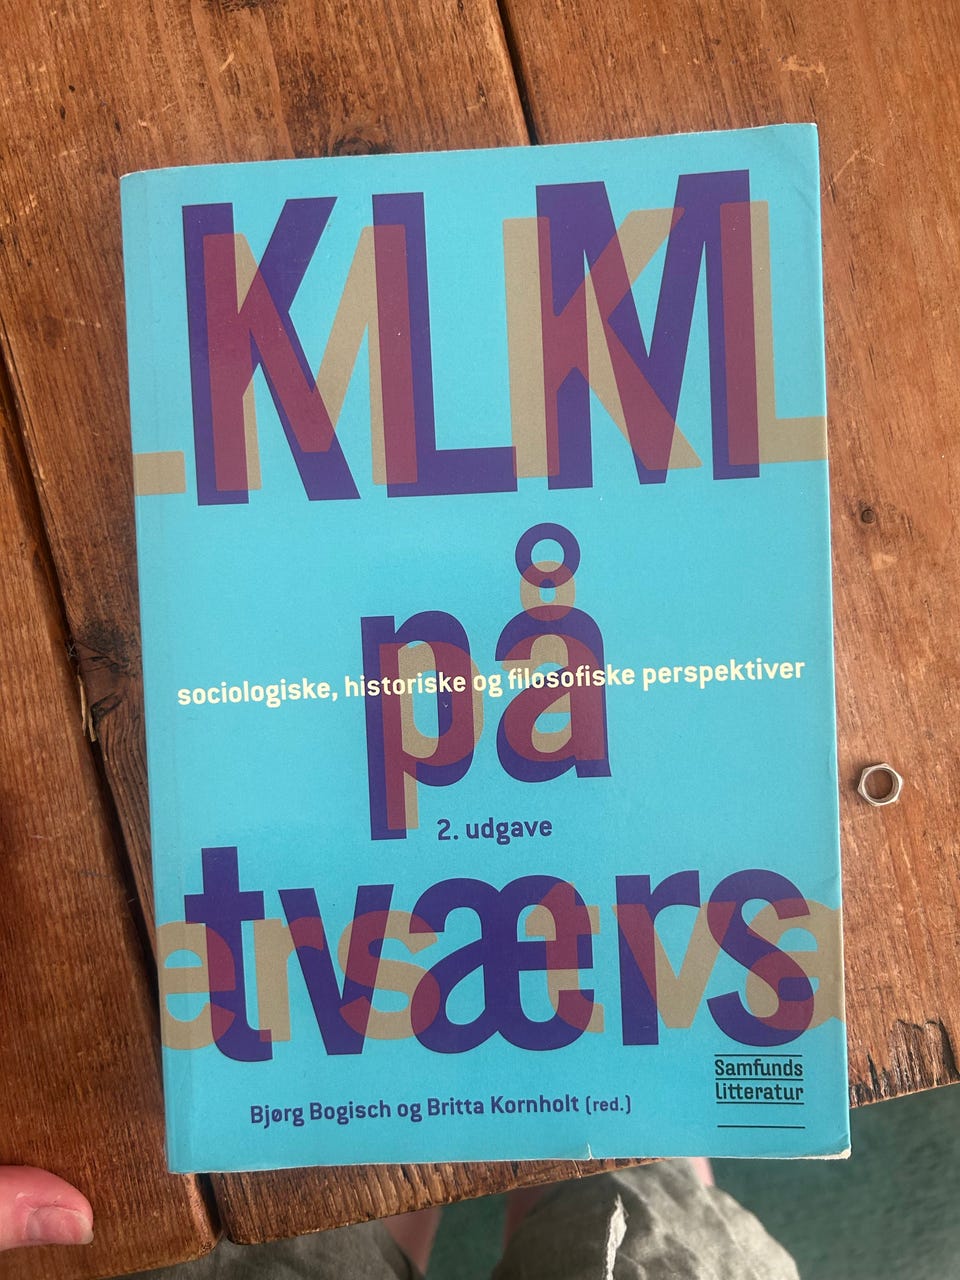 KLM
på
sociologiske, historiske og filosofiske perspektiver
2. udgave
tværs
Bjørg Bogisch og Britta Kornholt (red.)
Samfunds
litteratur